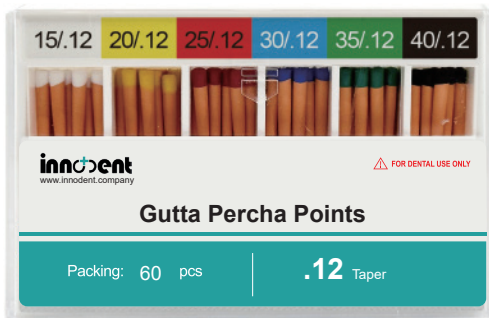 15/.12 20/.12 25/.12 30/.12 35/.12 40/.12
innodent
www.innodent.company
FOR DENTAL USE ONLY
Gutta Percha Points
Packing: 60 pcs .12 Taper